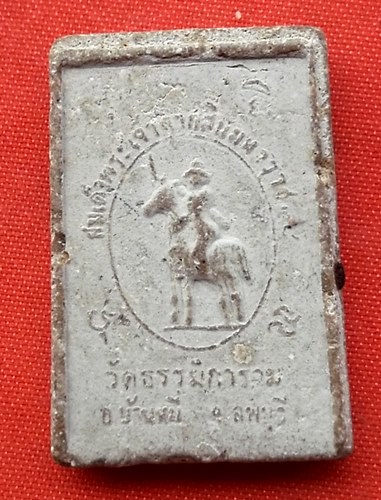 สมเด็จพระเจ้าตากสินมหาราช
วัดธรรมิการาม
อ.บ้านหมี่ จ.ลพบุรี